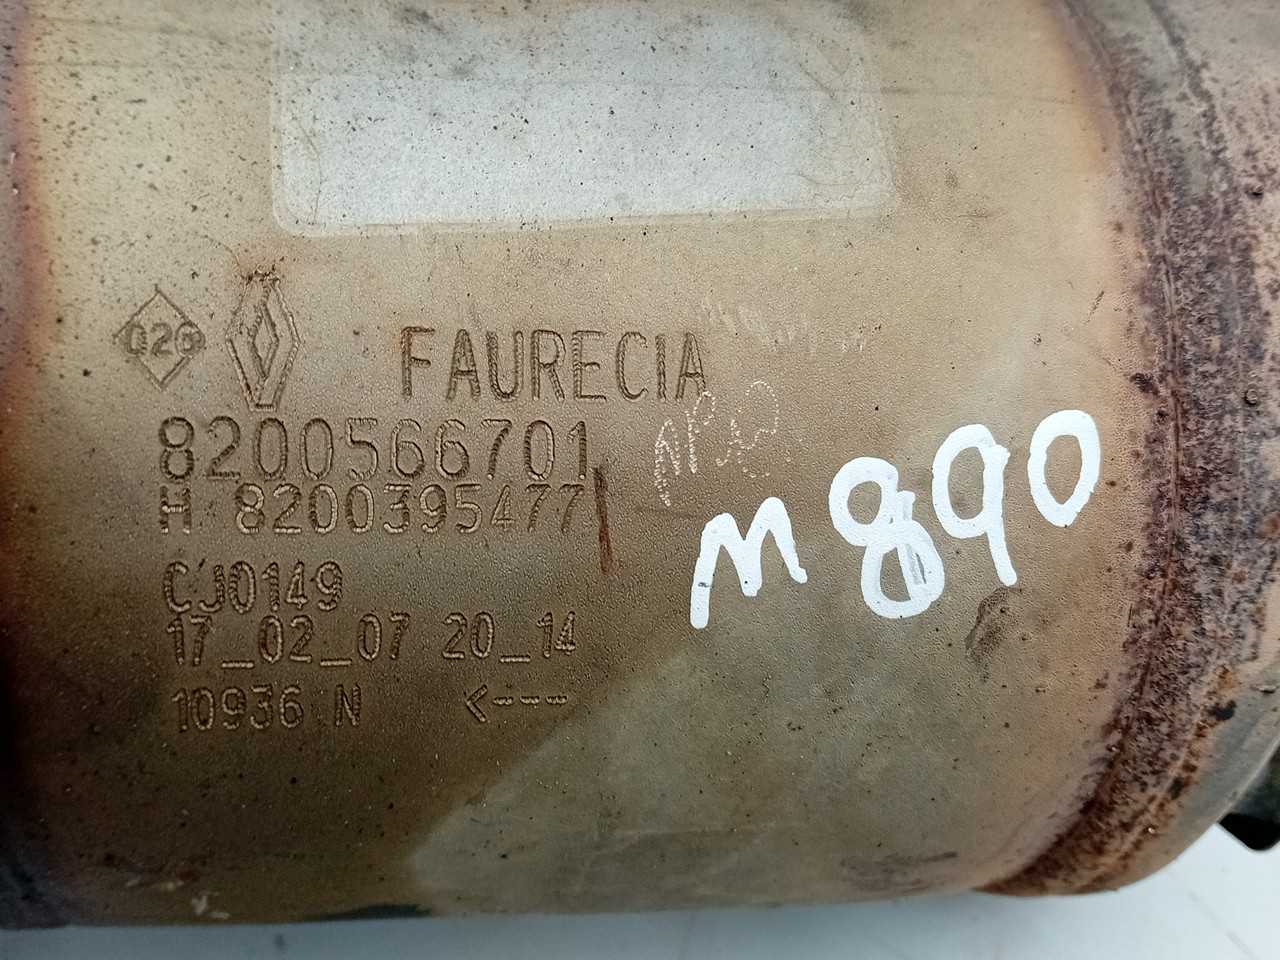 026
FAURECIA
8200566701
H 8200395477
M890
CJ0149
17_02_07 20_14
10936 N <---